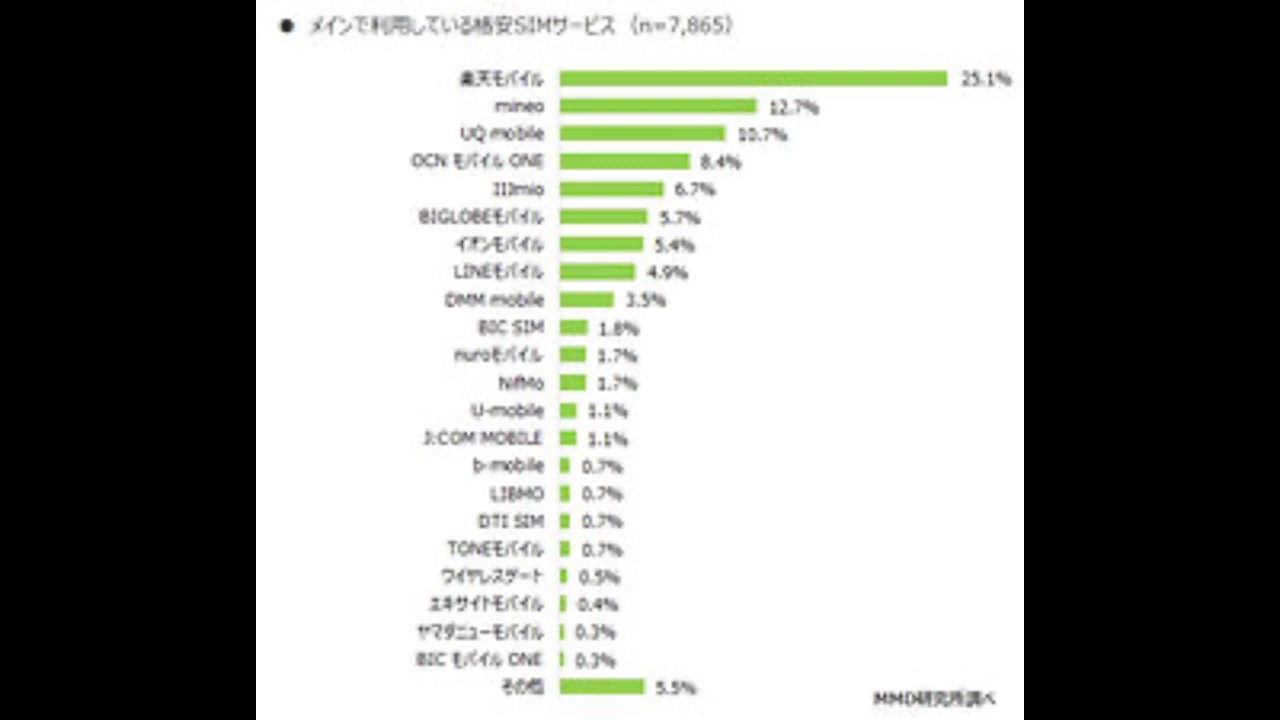 ● メインで利用している格安SIMサービス (n=7,865)
楽天モバイル 25.1%
mineo 12.7%
UQ mobile 10.7%
OCN モバイル ONE 8.4%
IIJmio 6.7%
BIGLOBEモバイル 5.7%
イオンモバイル 5.4%
LINEモバイル 4.9%
DMM mobile 3.5%
BIC SIM 1.8%
nuroモバイル 1.7%
NifMo 1.7%
U-mobile 1.1%
J:COM MOBILE 1.1%
b-mobile 0.7%
LIBMO 0.7%
DTI SIM 0.7%
TONEモバイル 0.7%
ワイヤレスゲート 0.5%
エキサイトモバイル 0.4%
ヤマダニューモバイル 0.3%
BIC モバイル ONE 0.3%
その他 5.5%
MMD研究所調べ